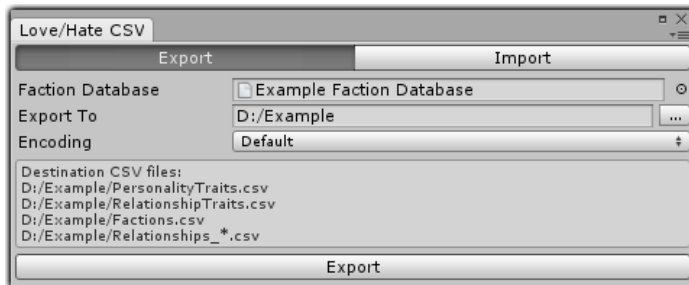 Love/Hate CSV
Export Import
Faction Database Example Faction Database
Export To D:/Example ...
Encoding Default
Destination CSV files:
D:/Example/PersonalityTraits.csv
D:/Example/RelationshipTraits.csv
D:/Example/Factions.csv
D:/Example/Relationships_*.csv
Export